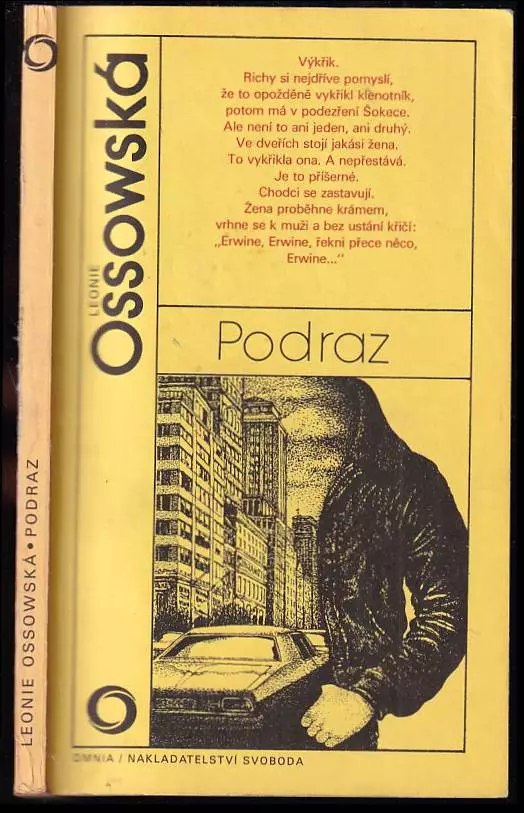 LEONIE OSSOWSKÁ • PODRAZ
LEONIE
Ossowská
Výkřik.
Richy si nejdříve pomyslí,
že to opožděně vykřikl klenotník,
potom má v podezření Šokece.
Ale není to ani jeden, ani druhý.
Ve dveřích stojí jakási žena.
To vykřikla ona. A nepřestává.
Je to příšerné.
Chodci se zastavují.
Žena proběhne krámem,
vrhne se k muži a bez ustání křičí:
„Erwine, Erwine, řekni přece něco,
Erwine...“
Podraz
OMNIA / NAKLADATELSTVÍ SVOBODA